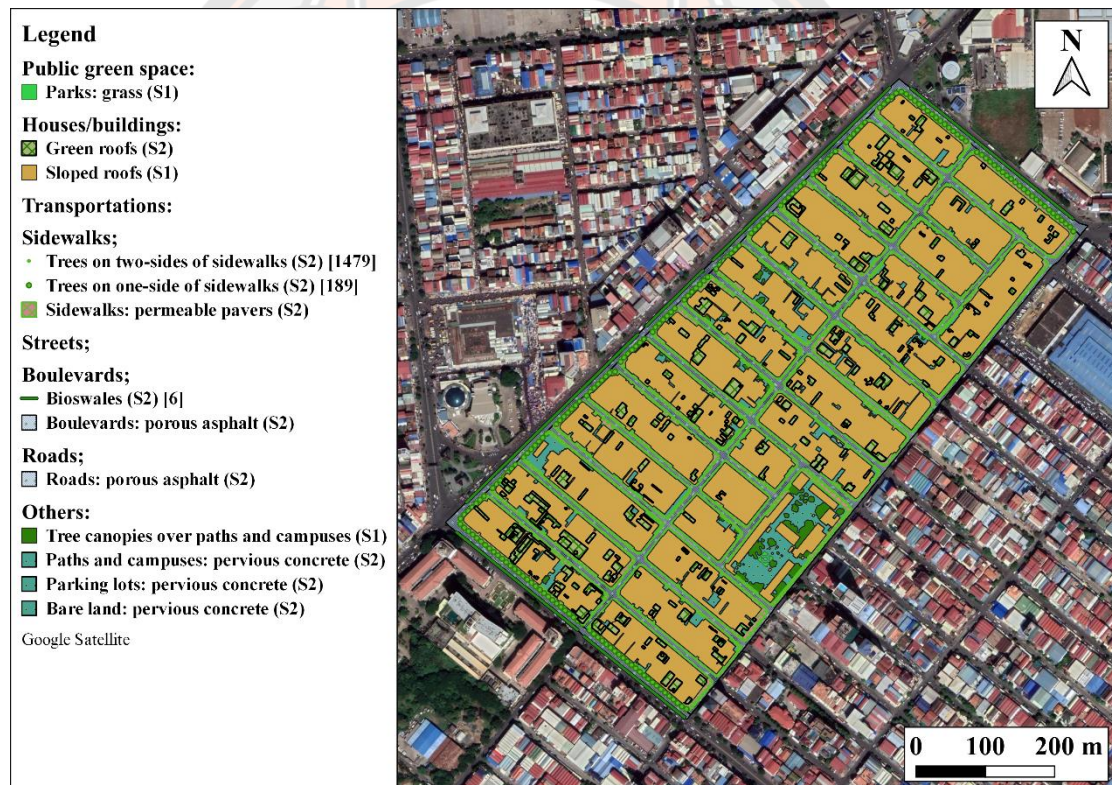 Legend
Public green space:
Parks: grass (S1)
Houses/buildings:
Green roofs (S2)
Sloped roofs (S1)
Transportations:
Sidewalks;
Trees on two-sides of sidewalks (S2) [1479]
Trees on one-side of sidewalks (S2) [189]
Sidewalks: permeable pavers (S2)
Streets;
Boulevards;
Bioswales (S2) [6]
Boulevards: porous asphalt (S2)
Roads;
Roads: porous asphalt (S2)
Others:
Tree canopies over paths and campuses (S1)
Paths and campuses: pervious concrete (S2)
Parking lots: pervious concrete (S2)
Bare land: pervious concrete (S2)
Google Satellite
N
0 100 200 m